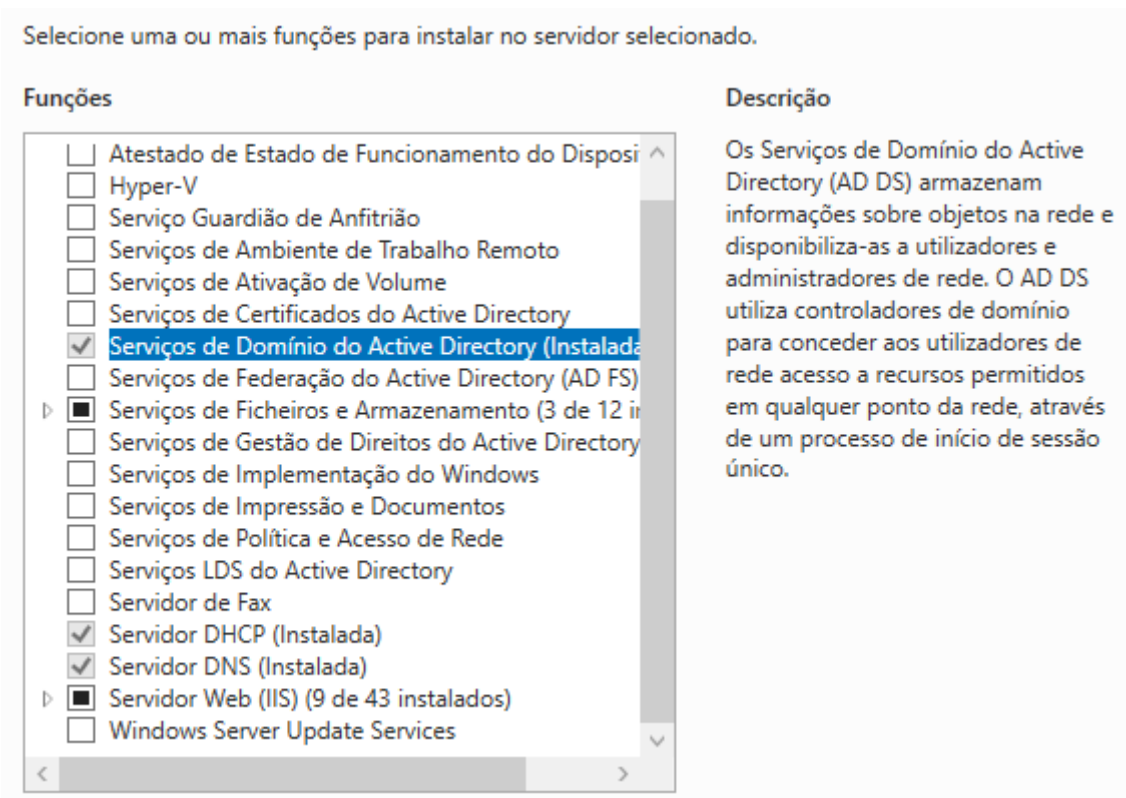 Selecione uma ou mais funções para instalar no servidor selecionado.
Funções
Atestado de Estado de Funcionamento do Disposi
Hyper-V
Serviço Guardião de Anfitrião
Serviços de Ambiente de Trabalho Remoto
Serviços de Ativação de Volume
Serviços de Certificados do Active Directory
Serviços de Domínio do Active Directory (Instalada
Serviços de Federação do Active Directory (AD FS)
Serviços de Ficheiros e Armazenamento (3 de 12 in
Serviços de Gestão de Direitos do Active Directory
Serviços de Implementação do Windows
Serviços de Impressão e Documentos
Serviços de Política e Acesso de Rede
Serviços LDS do Active Directory
Servidor de Fax
Servidor DHCP (Instalada)
Servidor DNS (Instalada)
Servidor Web (IIS) (9 de 43 instalados)
Windows Server Update Services
Descrição
Os Serviços de Domínio do Active
Directory (AD DS) armazenam
informações sobre objetos na rede e
disponibiliza-as a utilizadores e
administradores de rede. O AD DS
utiliza controladores de domínio
para conceder aos utilizadores de
rede acesso a recursos permitidos
em qualquer ponto da rede, através
de um processo de início de sessão
único.